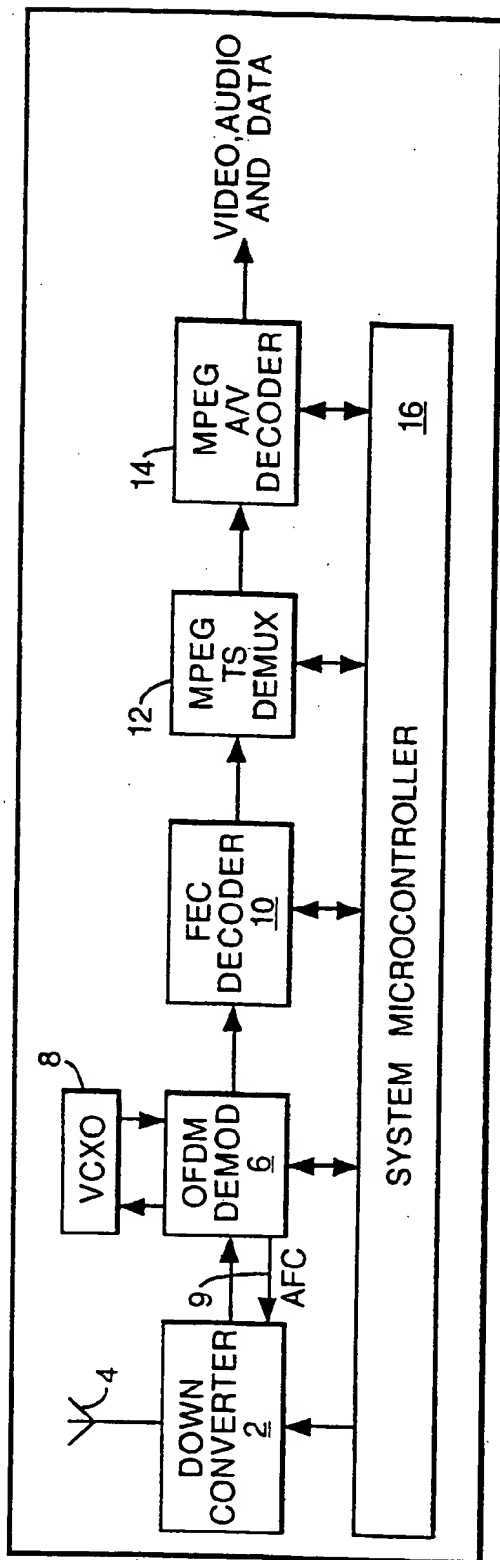 4
DOWN
CONVERTER
2
9
AFC
8
VCXO
OFDM
DEMOD
6
FEC
DECODER
10
12
MPEG
TS
DEMUX
14
MPEG
A/V
DECODER
VIDEO, AUDIO
AND DATA
SYSTEM MICROCONTROLLER
16